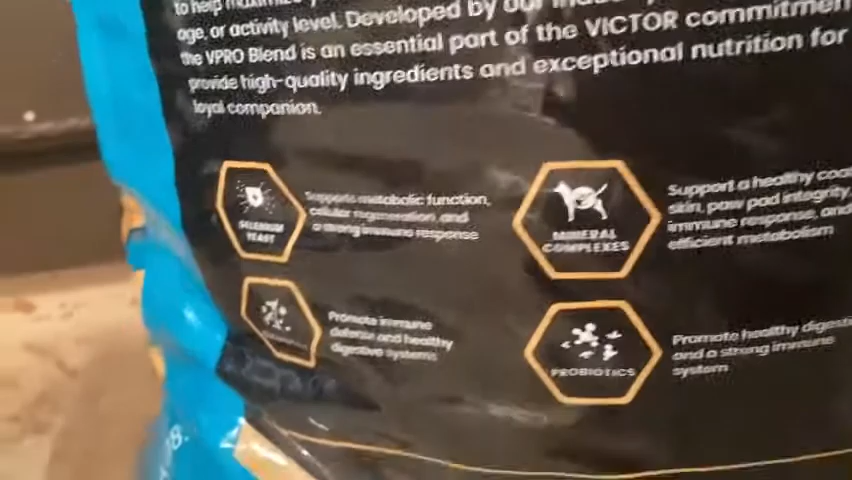 to help maximize
age, or activity level. Developed by our
the VPRO Blend is an essential part of the VICTOR commitment
provide high-quality ingredients and exceptional nutrition for
loyal companion.
SELENIUM
YEAST
Supports metabolic function,
cellular regeneration, and
a strong immune response
MINERAL
COMPLEXES
Support a healthy coat
skin, paw pad integrity,
immune response, and
efficient metabolism
Promote immune
defense and healthy
digestive systems
PROBIOTICS
Promote healthy digesti
and a strong immune
system